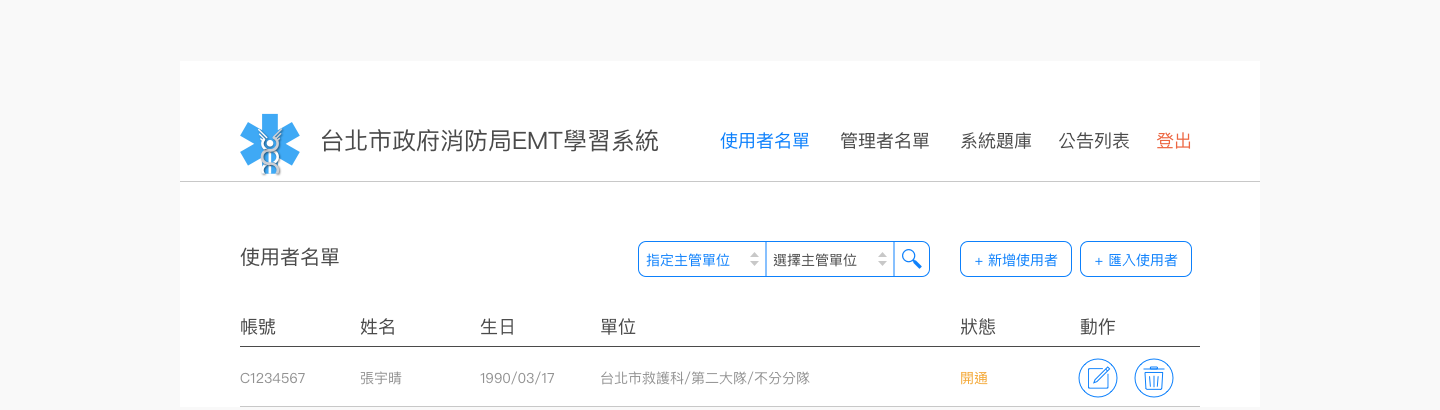 台北市政府消防局EMT學習系統 使用者名單 管理者名單 系統題庫 公告列表 登出
使用者名單 指定主管單位 選擇主管單位 + 新增使用者 + 匯入使用者
帳號 姓名 生日 單位 狀態 動作
C1234567 張宇晴 1990/03/17 台北市救護科/第二大隊/不分分隊 開通